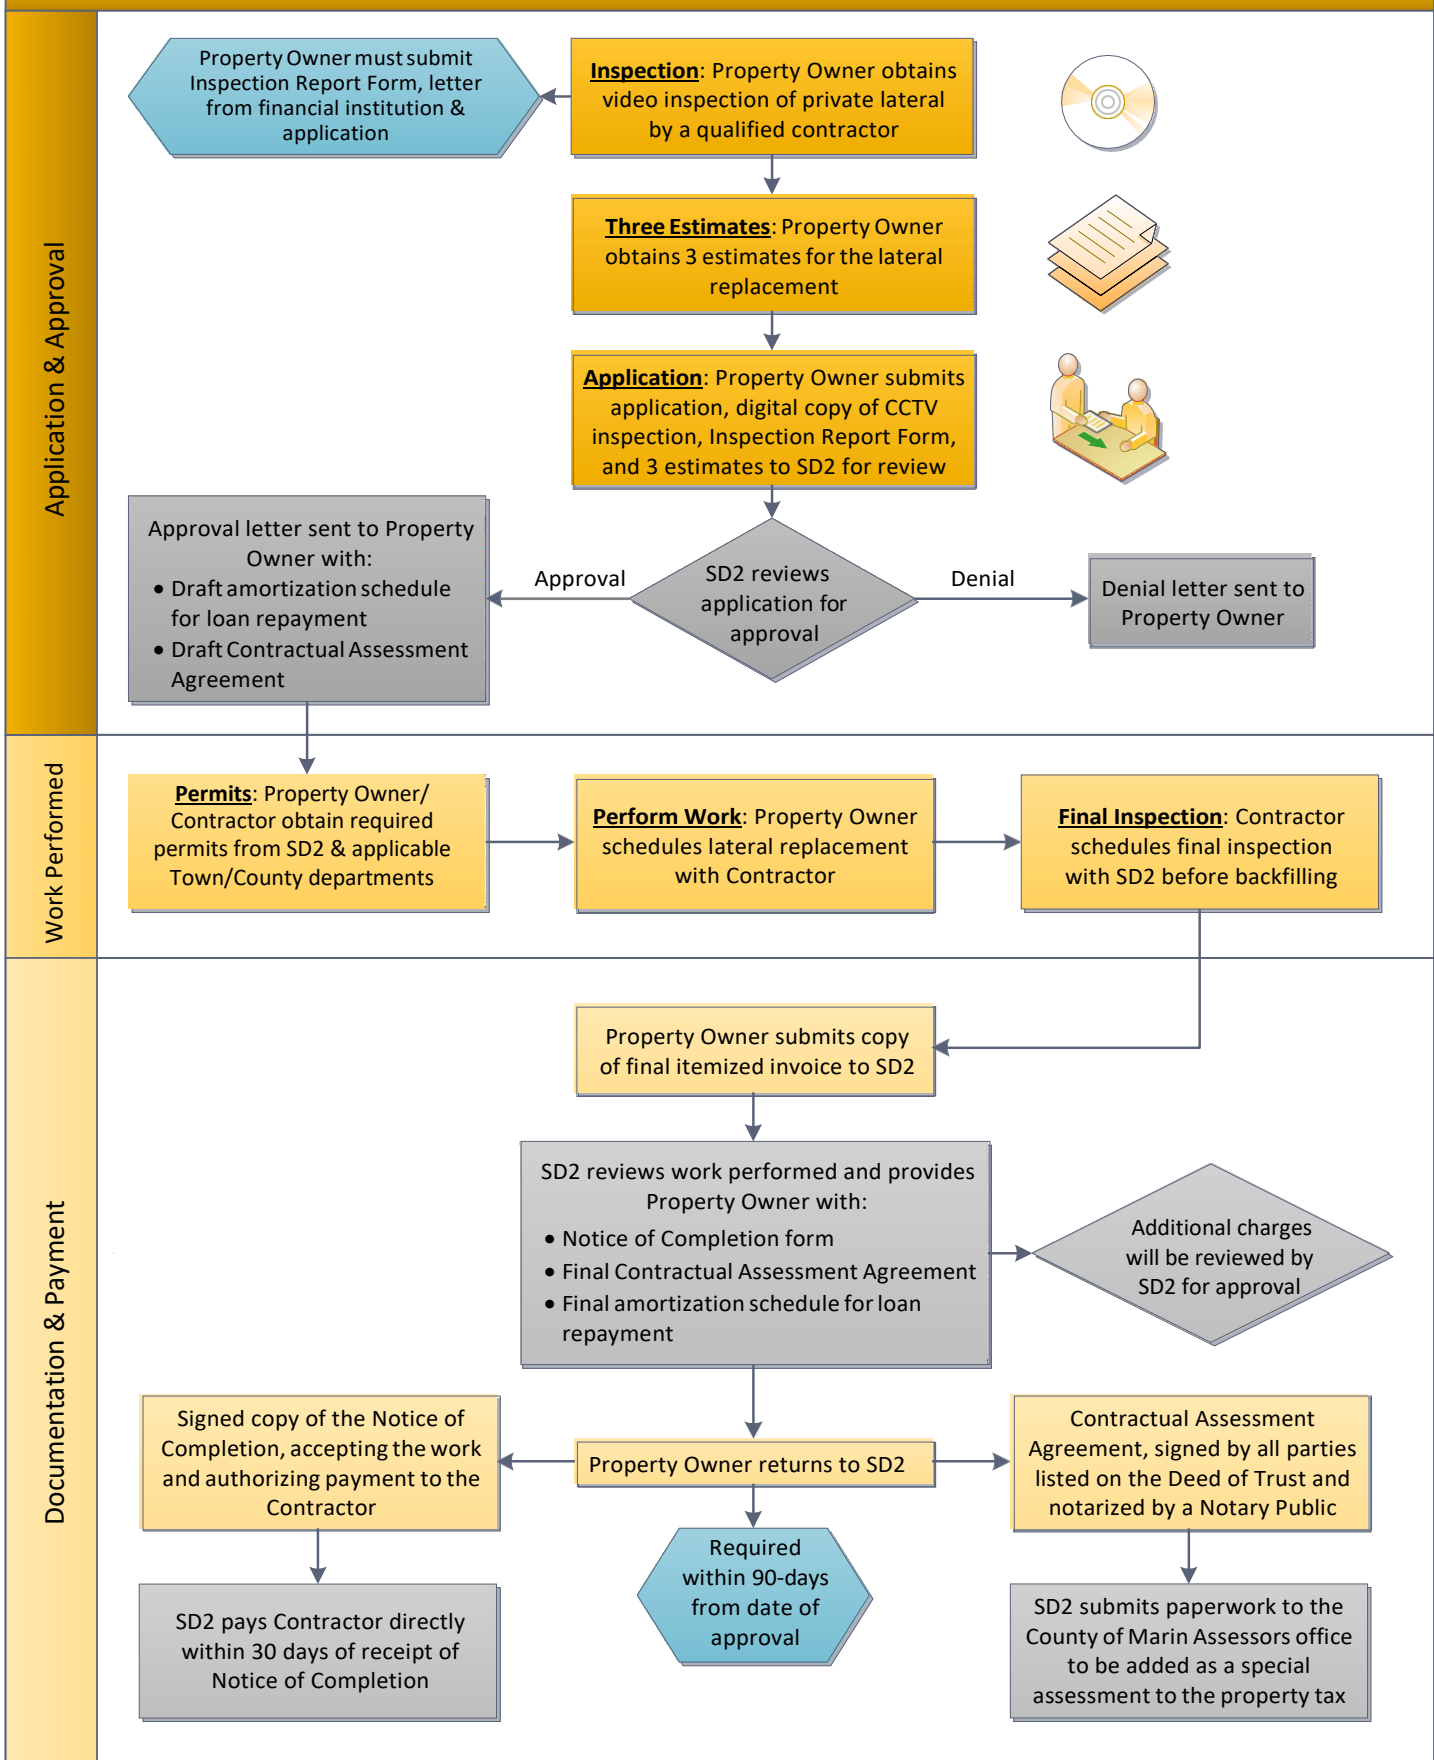 Application & Approval
Property Owner must submit
Inspection Report Form, letter
from financial institution &
application
Inspection: Property Owner obtains
video inspection of private lateral
by a qualified contractor
Three Estimates: Property Owner
obtains 3 estimates for the lateral
replacement
Application: Property Owner submits
application, digital copy of CCTV
inspection, Inspection Report Form,
and 3 estimates to SD2 for review
Approval letter sent to Property
Owner with:
• Draft amortization schedule
for loan repayment
• Draft Contractual Assessment
Agreement
Approval
SD2 reviews
application for
approval
Denial
Denial letter sent to
Property Owner
Work Performed
Permits: Property Owner/
Contractor obtain required
permits from SD2 & applicable
Town/County departments
Perform Work: Property Owner
schedules lateral replacement
with Contractor
Final Inspection: Contractor
schedules final inspection
with SD2 before backfilling
Documentation & Payment
Property Owner submits copy
of final itemized invoice to SD2
SD2 reviews work performed and provides
Property Owner with:
• Notice of Completion form
• Final Contractual Assessment Agreement
• Final amortization schedule for loan
repayment
Additional charges
will be reviewed by
SD2 for approval
Signed copy of the Notice of
Completion, accepting the work
and authorizing payment to the
Contractor
Property Owner returns to SD2
Contractual Assessment
Agreement, signed by all parties
listed on the Deed of Trust and
notarized by a Notary Public
SD2 pays Contractor directly
within 30 days of receipt of
Notice of Completion
Required
within 90-days
from date of
approval
SD2 submits paperwork to the
County of Marin Assessors office
to be added as a special
assessment to the property tax